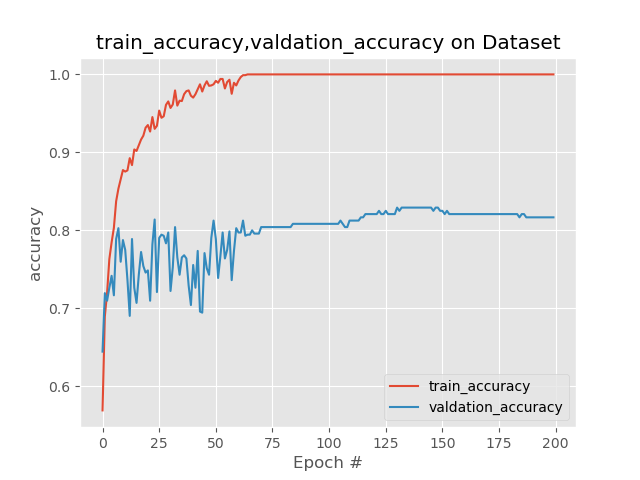 train_accuracy,valdation_accuracy on Dataset
accuracy
1.0
0.9
0.8
0.7
0.6
train_accuracy
valdation_accuracy
0 25 50 75 100 125 150 175 200
Epoch #